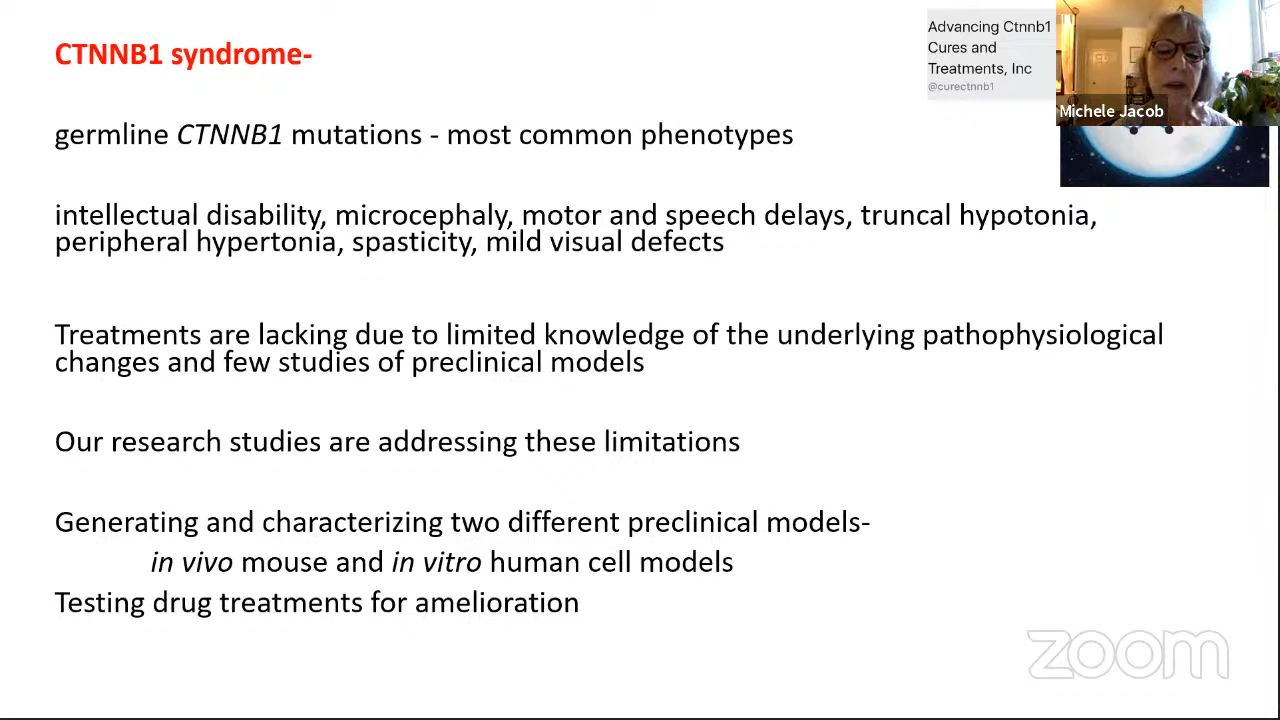 CTNNB1 syndrome-
Advancing Ctnnb1
Cures and
Treatments, Inc
@curectnnb1
Michele Jacob
germline CTNNB1 mutations - most common phenotypes
intellectual disability, microcephaly, motor and speech delays, truncal hypotonia,
peripheral hypertonia, spasticity, mild visual defects
Treatments are lacking due to limited knowledge of the underlying pathophysiological
changes and few studies of preclinical models
Our research studies are addressing these limitations
Generating and characterizing two different preclinical models-
in vivo mouse and in vitro human cell models
Testing drug treatments for amelioration
zoom